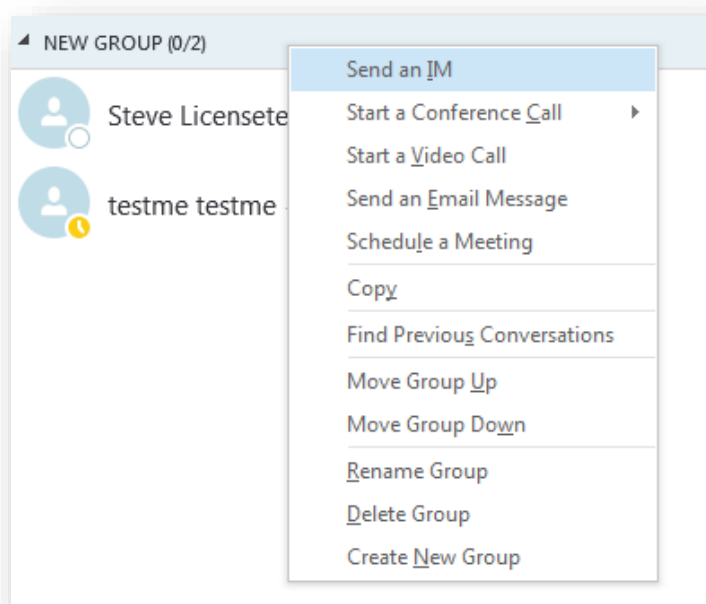 NEW GROUP (0/2)
Steve Licensete
testme testme -
Send an IM
Start a Conference Call
Start a Video Call
Send an Email Message
Schedule a Meeting
Copy
Find Previous Conversations
Move Group Up
Move Group Down
Rename Group
Delete Group
Create New Group